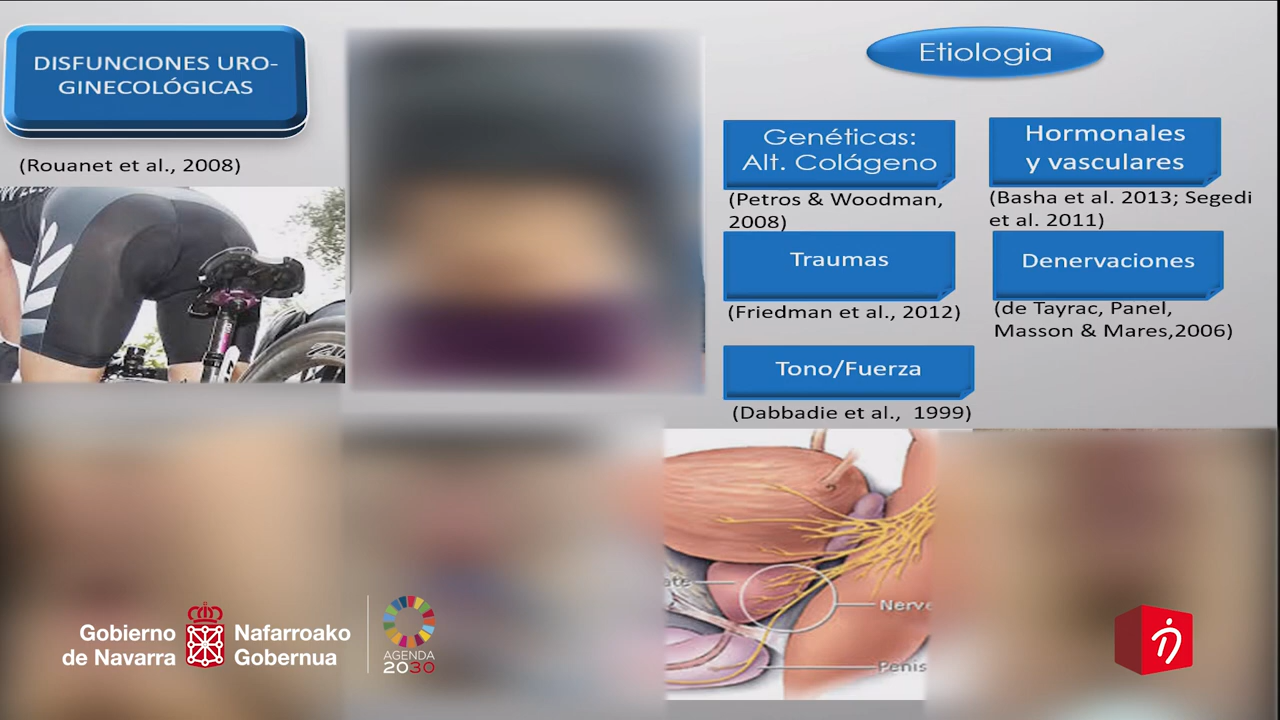 DISFUNCIONES URO-
GINECOLÓGICAS
(Rouanet et al., 2008)
Etiologia
Genéticas:
Alt. Colágeno
(Petros & Woodman,
2008)
Hormonales
y vasculares
(Basha et al. 2013; Segedi
et al. 2011)
Traumas
(Friedman et al., 2012)
Denervaciones
(de Tayrac, Panel,
Masson & Mares,2006)
Tono/Fuerza
(Dabbadie et al.,  1999)
Nerve
Penis
Gobierno
de Navarra
Nafarroako
Gobernua
AGENDA
2030